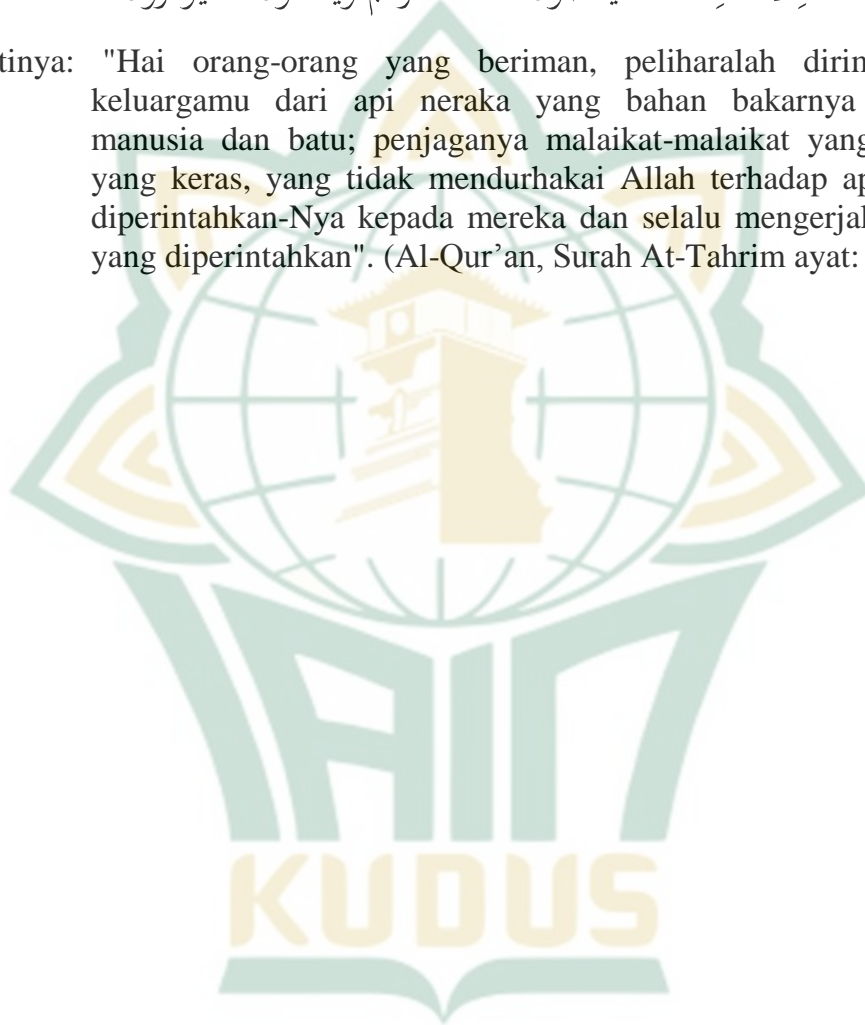 tinya: "Hai orang-orang yang beriman, peliharalah dirin
keluargamu dari api neraka yang bahan bakarnya
manusia dan batu; penjaganya malaikat-malaikat yang
yang keras, yang tidak mendurhakai Allah terhadap ap
diperintahkan-Nya kepada mereka dan selalu mengerjal
yang diperintahkan". (Al-Qur’an, Surah At-Tahrim ayat:
IAIN
KUDUS